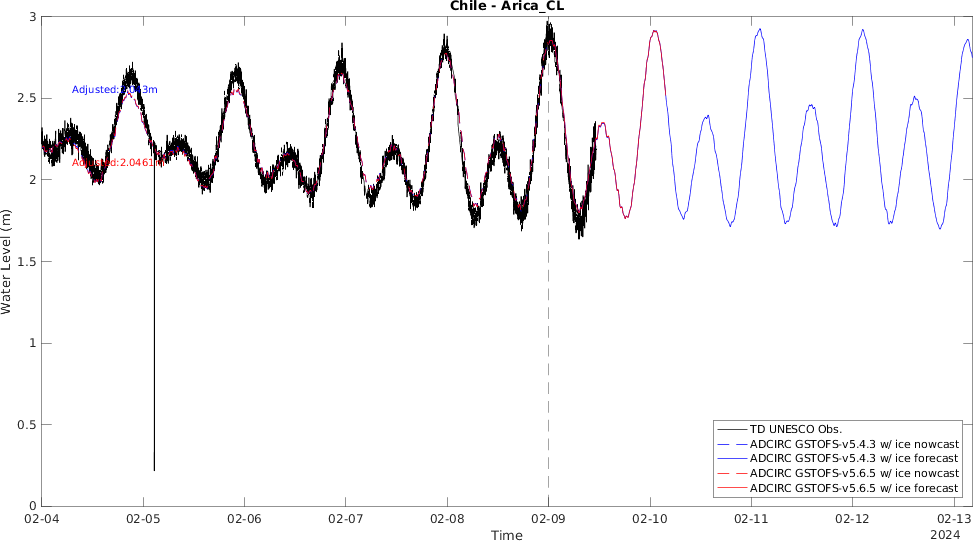 Chile - Arica_CL
3
2.5
2
1.5
1
0.5
0
Water Level (m)
Adjusted:
3m
Adjusted:2.0461
TD UNESCO Obs.
ADCIRC GSTOFS-v5.4.3 w/ ice nowcast
ADCIRC GSTOFS-v5.4.3 w/ ice forecast
ADCIRC GSTOFS-v5.6.5 w/ ice nowcast
ADCIRC GSTOFS-v5.6.5 w/ ice forecast
02-04 02-05 02-06 02-07 02-08 02-09 02-10 02-11 02-12 02-13
Time
2024